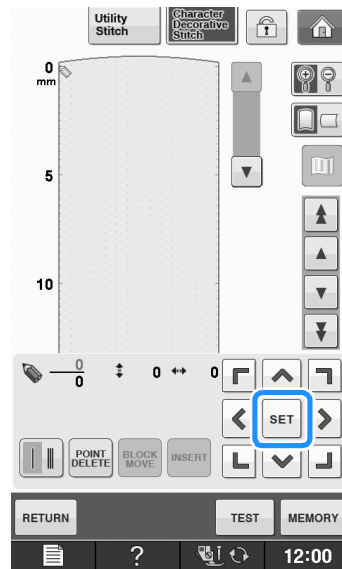 Utility
Stitch
Character
Decorative
Stitch
0
mm
5
10
0
0
0
0
SET
POINT
DELETE
BLOCK
MOVE
INSERT
RETURN
TEST
MEMORY
?
12:00